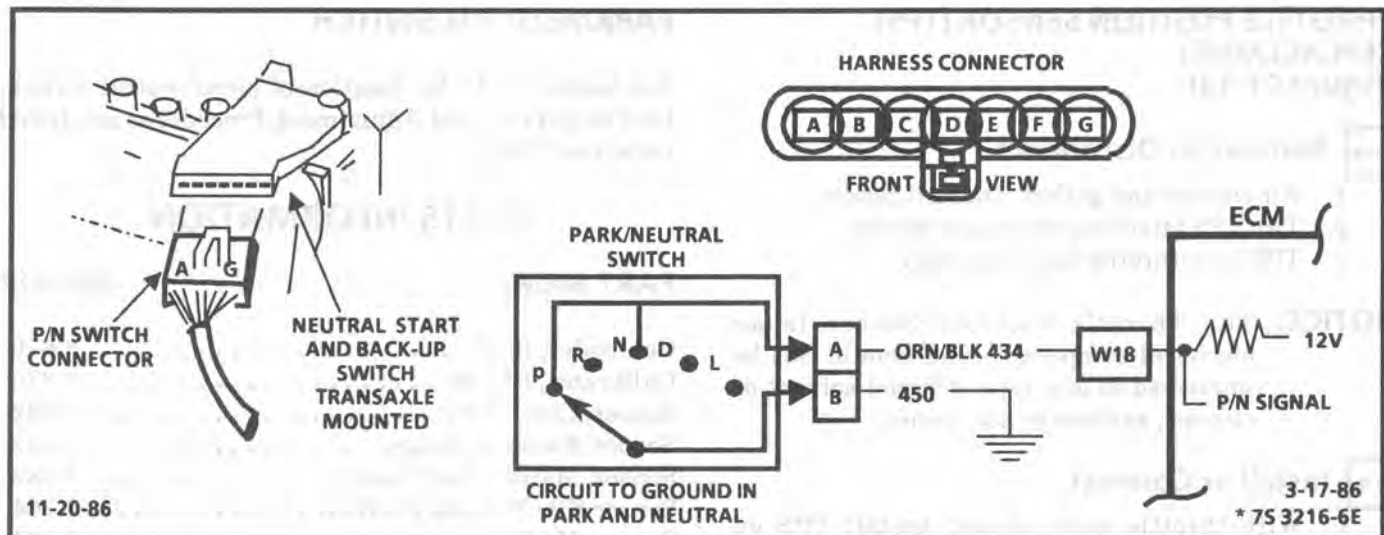 HARNESS CONNECTOR
A B C D E F G
FRONT VIEW
A G
P/N SWITCH
CONNECTOR
NEUTRAL START
AND BACK-UP
SWITCH
TRANSAXLE
MOUNTED
11-20-86
PARK/NEUTRAL
SWITCH
P R N D L
CIRCUIT TO GROUND IN
PARK AND NEUTRAL
A
B
ORN/BLK 434
450
W18
ECM
12V
P/N SIGNAL
3-17-86
* 7S 3216-6E